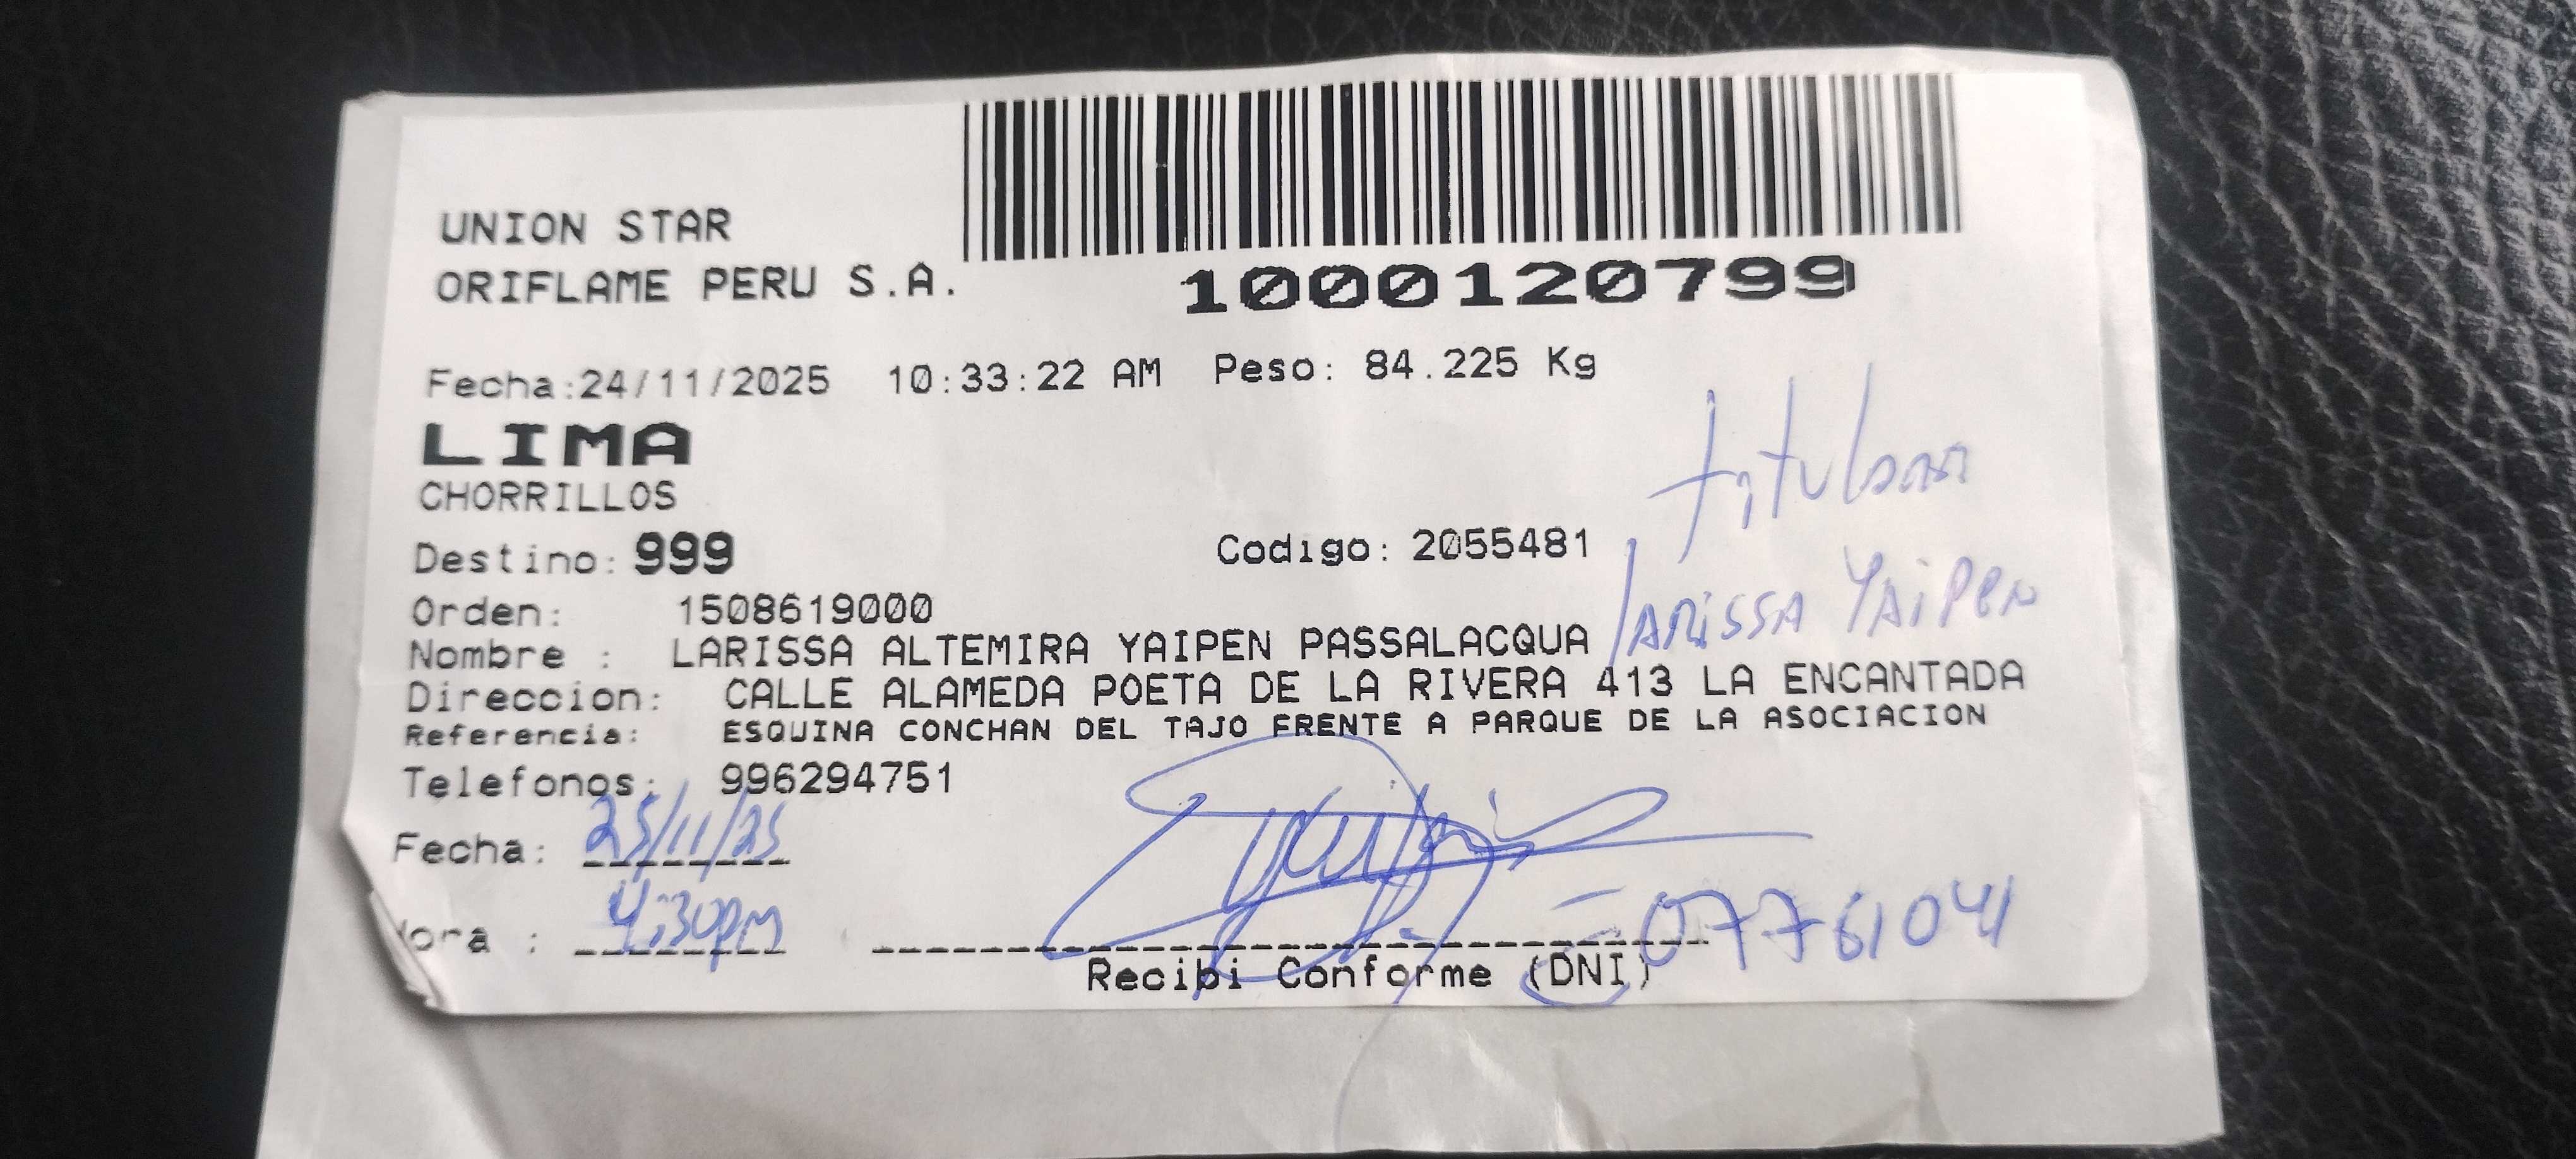 UNION STAR
ORIFLAME PERU S.A.
1000120799
Fecha:24/11/2025 10:33:22 AM Peso: 84.225 Kg
LIMA
CHORRILLOS
titular
Destino: 999 Codigo: 2055481
Orden: 1508619000
Larissa Yaipen
Nombre : LARISSA ALTEMIRA YAIPEN PASSALACQUA
Direccion: CALLE ALAMEDA POETA DE LA RIVERA 413 LA ENCANTADA
Referencia: ESQUINA CONCHAN DEL TAJO FRENTE A PARQUE DE LA ASOCIACION
Telefonos: 996294751
Fecha: 25/11/25
Hora : 4:30pm
07761041
Recibi Conforme (DNI)